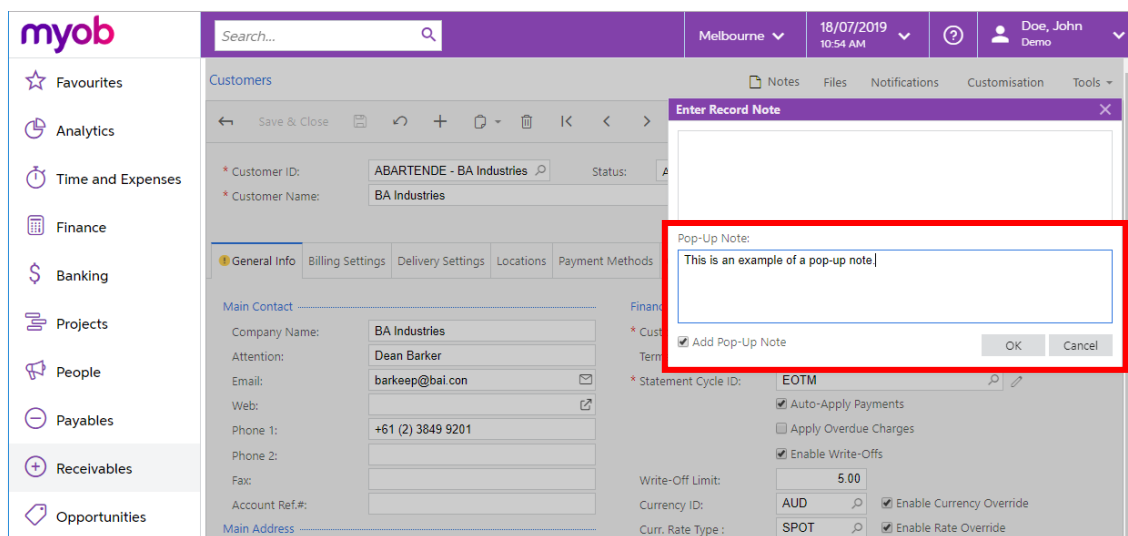 myob
Search...
Melbourne
18/07/2019
10:54 AM
Doe, John
Demo
Favourites
Analytics
Time and Expenses
Finance
Banking
Projects
People
Payables
Receivables
Opportunities
Customers
Notes Files Notifications Customisation Tools
Save & Close
* Customer ID: ABARTENDE - BA Industries Status:
* Customer Name: BA Industries
General Info Billing Settings Delivery Settings Locations Payment Methods
Main Contact
Company Name: BA Industries
Attention: Dean Barker
Email: barkeep@bai.con
Web:
Phone 1: +61 (2) 3849 9201
Phone 2:
Fax:
Account Ref.#:
Main Address
Enter Record Note
Pop-Up Note:
This is an example of a pop-up note.
Add Pop-Up Note
OK Cancel
Financ
* Cust
Term
* Statement Cycle ID: EOTM
Auto-Apply Payments
Apply Overdue Charges
Enable Write-Offs
Write-Off Limit: 5.00
Currency ID: AUD Enable Currency Override
Curr. Rate Type : SPOT Enable Rate Override